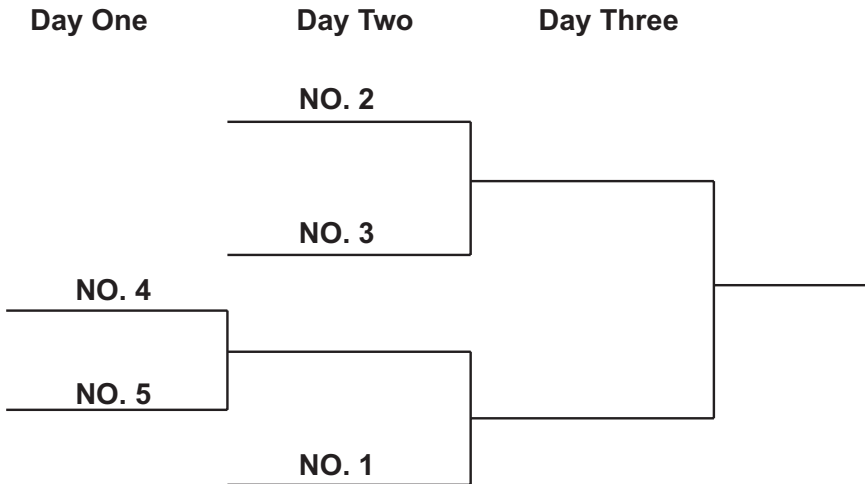 Day One Day Two Day Three
NO. 2
NO. 3
NO. 4
NO. 5
NO. 1